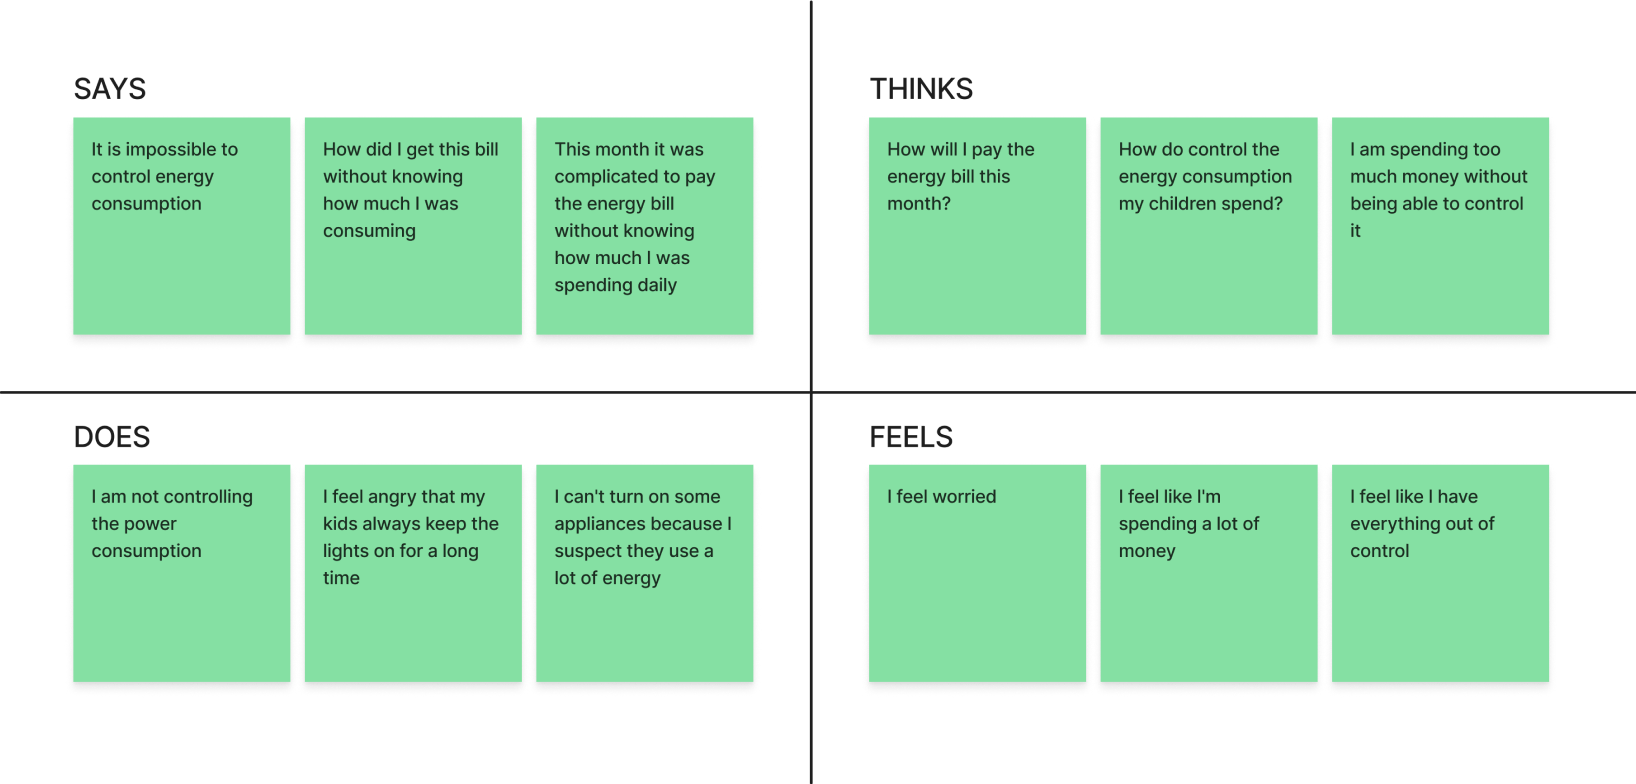 SAYS
It is impossible to
control energy
consumption
How did I get this bill
without knowing
how much I was
consuming
This month it was
complicated to pay
the energy bill
without knowing
how much I was
spending daily
THINKS
How will I pay the
energy bill this
month?
How do control the
energy consumption
my children spend?
I am spending too
much money without
being able to control
it
DOES
I am not controlling
the power
consumption
I feel angry that my
kids always keep the
lights on for a long
time
I can't turn on some
appliances because I
suspect they use a
lot of energy
FEELS
I feel worried
I feel like I'm
spending a lot of
money
I feel like I have
everything out of
control